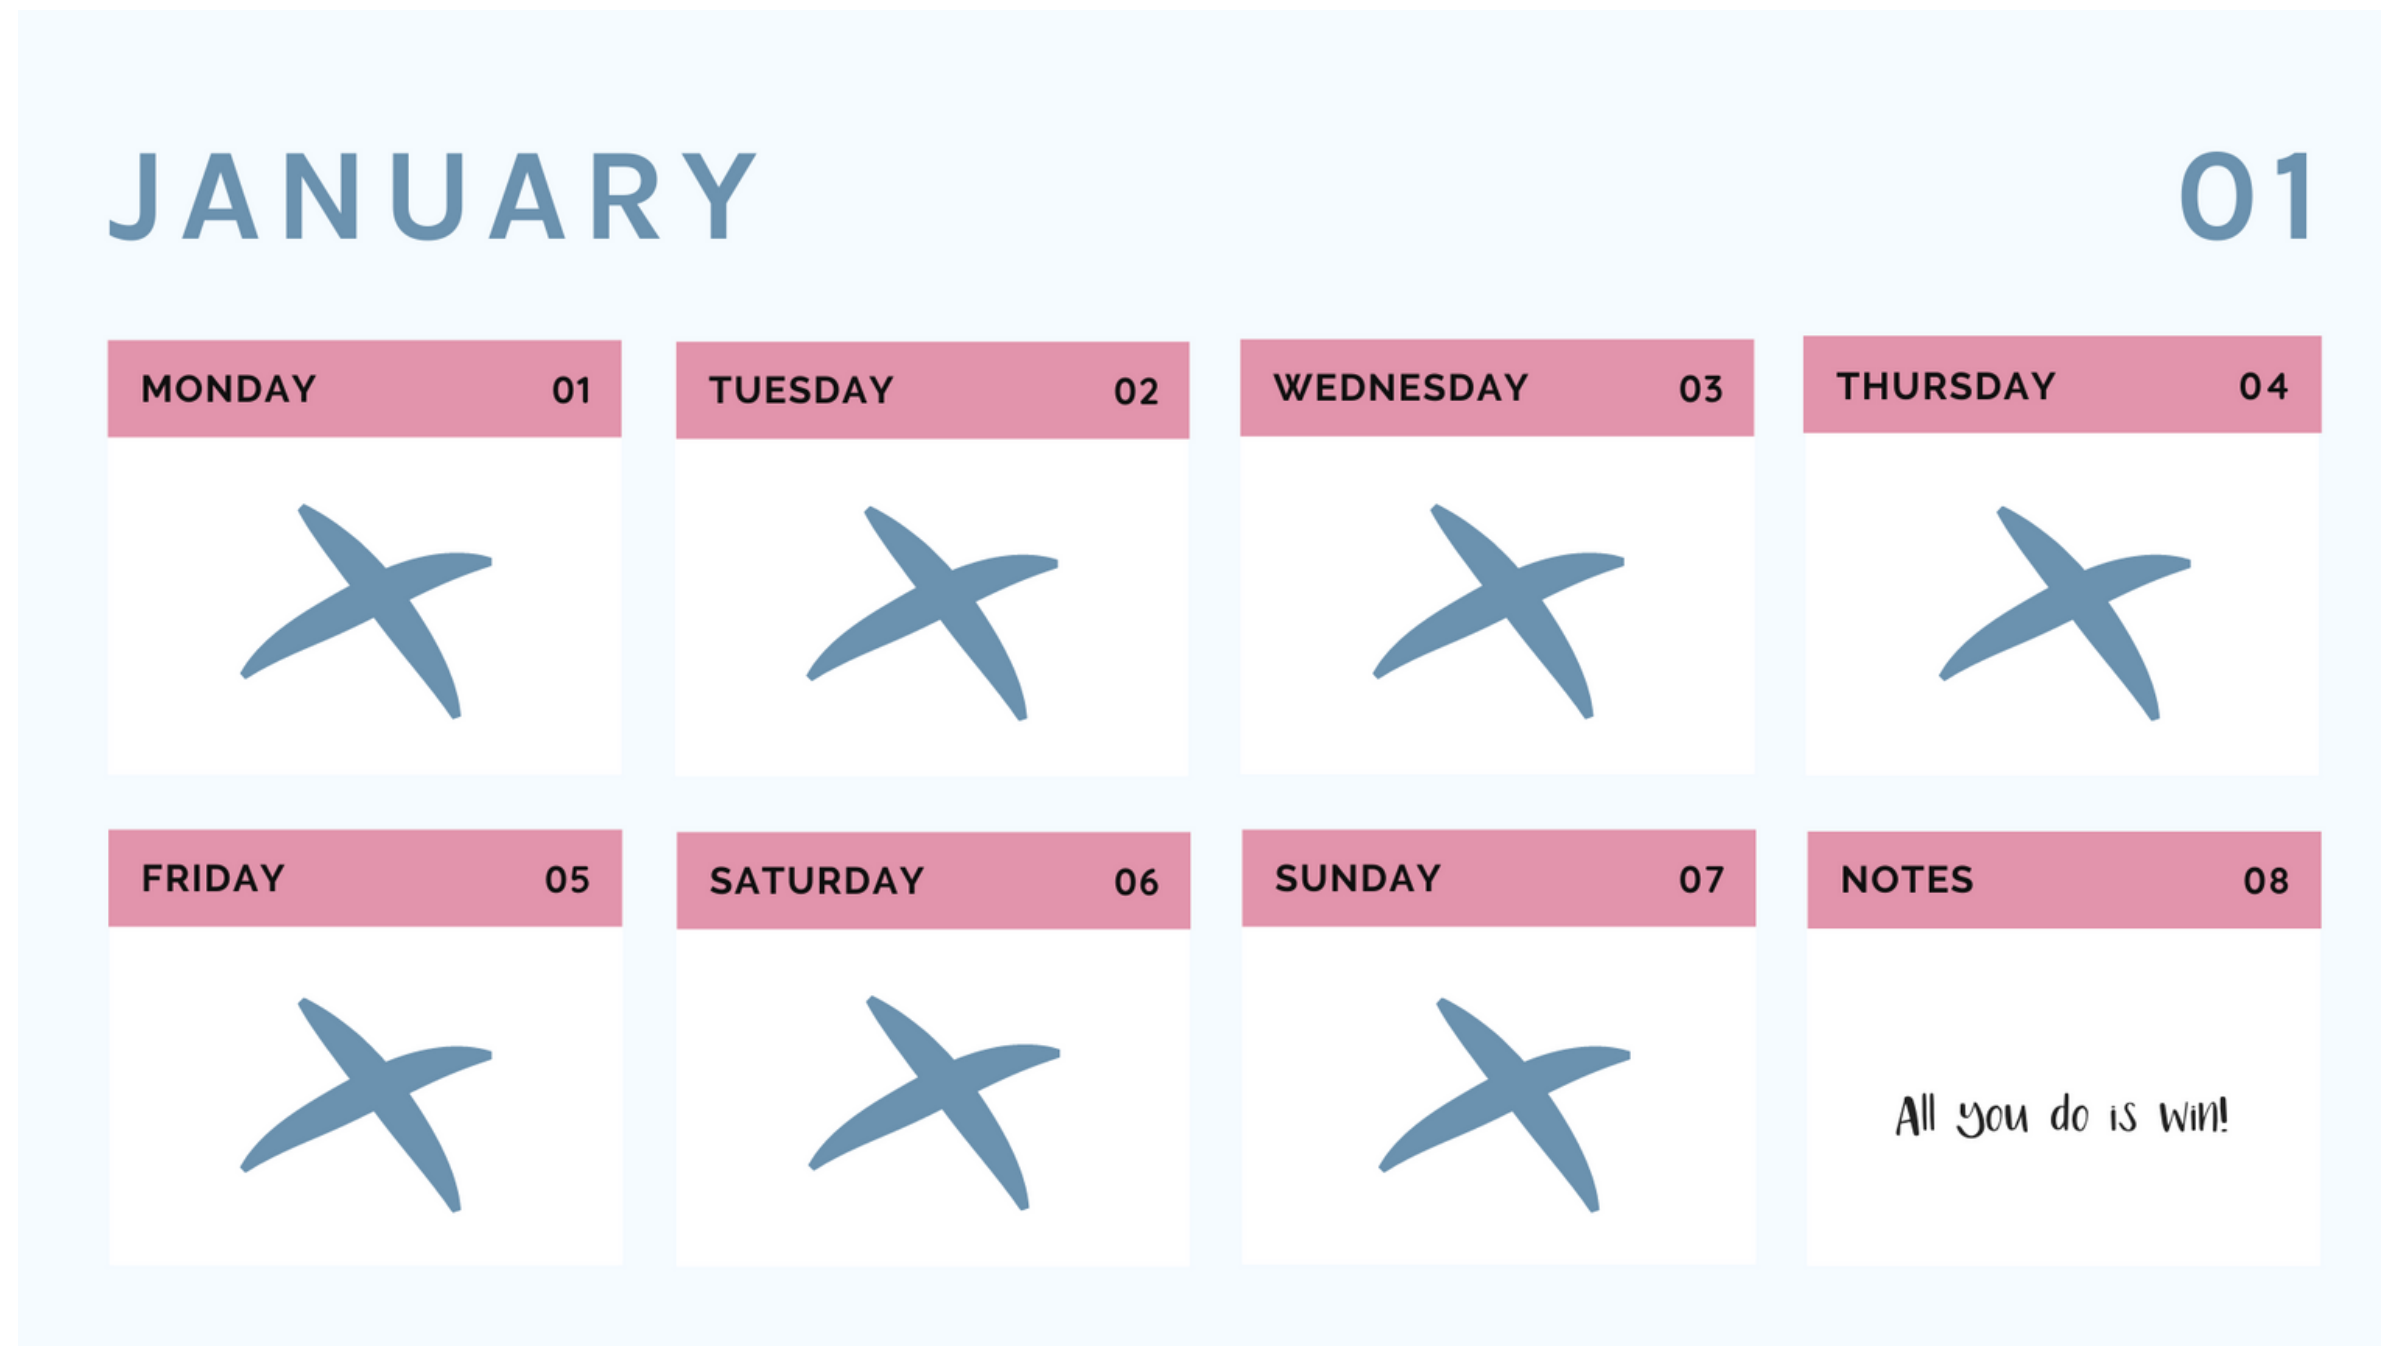 JANUARY 01
MONDAY 01
TUESDAY 02
WEDNESDAY 03
THURSDAY 04
FRIDAY 05
SATURDAY 06
SUNDAY 07
NOTES 08
All you do is win!